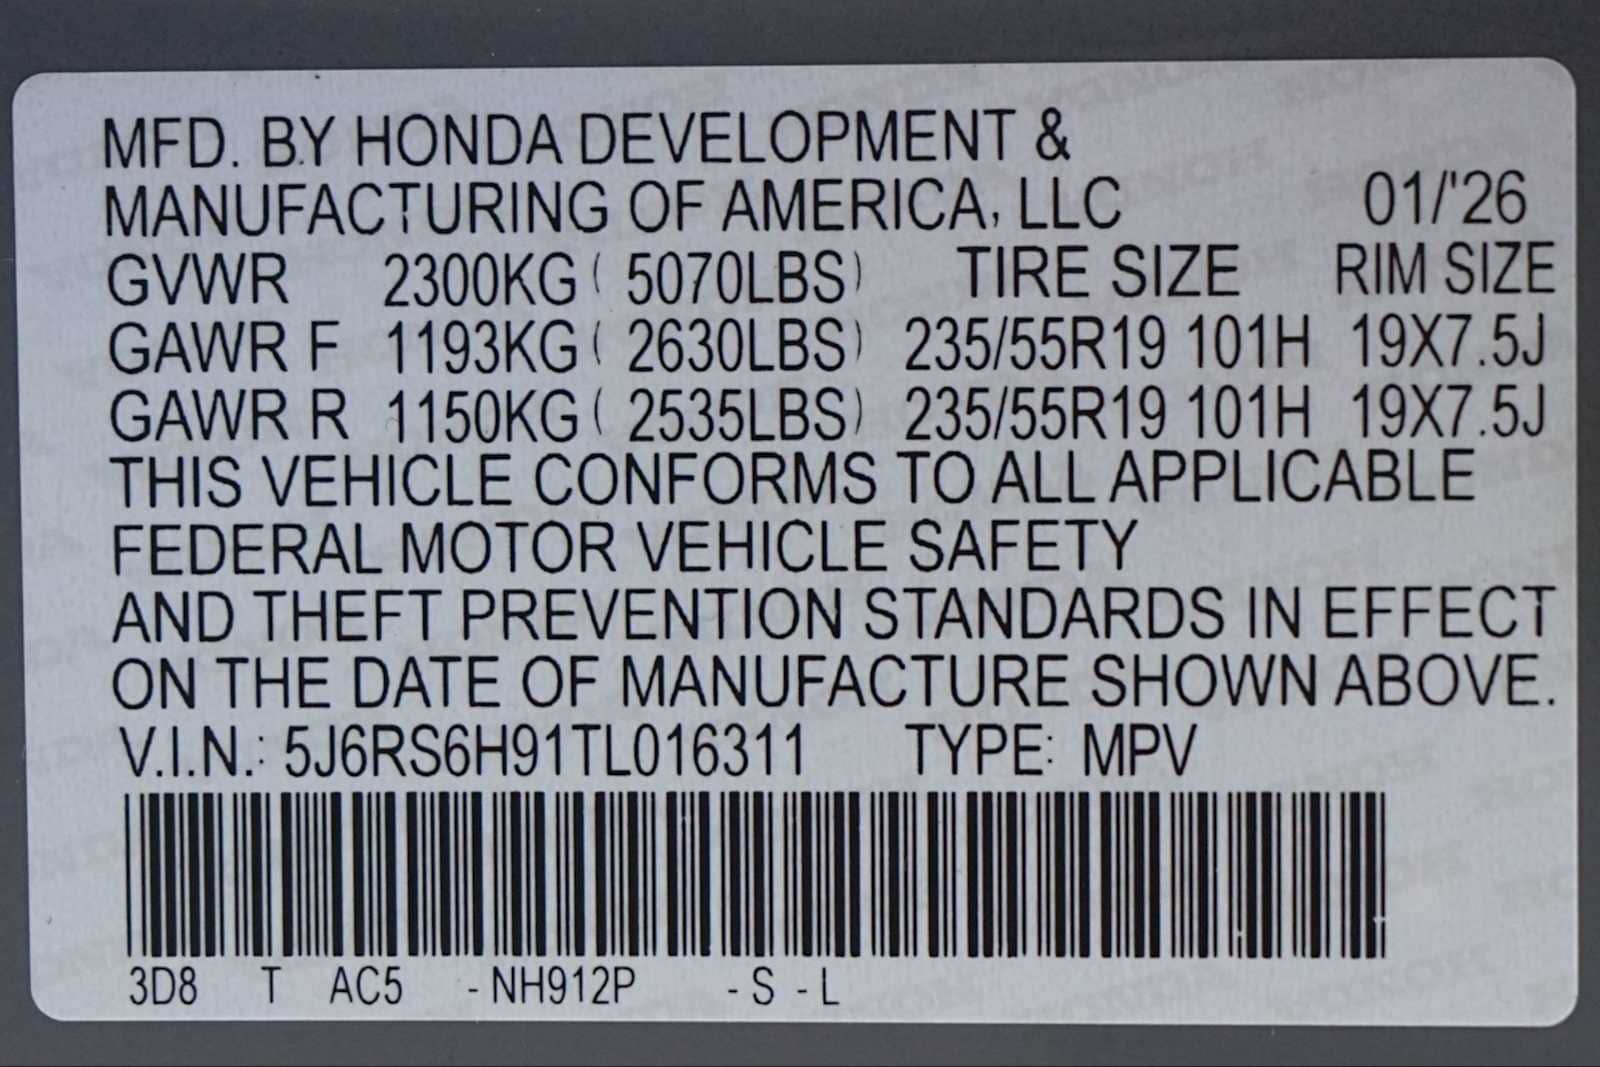 MFD. BY HONDA DEVELOPMENT &
MANUFACTURING OF AMERICA, LLC 01/'26
GVWR 2300KG ( 5070LBS) TIRE SIZE RIM SIZE
GAWR F 1193KG ( 2630LBS) 235/55R19 101H 19X7.5J
GAWR R 1150KG ( 2535LBS) 235/55R19 101H 19X7.5J
THIS VEHICLE CONFORMS TO ALL APPLICABLE
FEDERAL MOTOR VEHICLE SAFETY
AND THEFT PREVENTION STANDARDS IN EFFECT
ON THE DATE OF MANUFACTURE SHOWN ABOVE.
V.I.N.: 5J6RS6H91TL016311 TYPE: MPV
3D8 T AC5 - NH912P - S - L